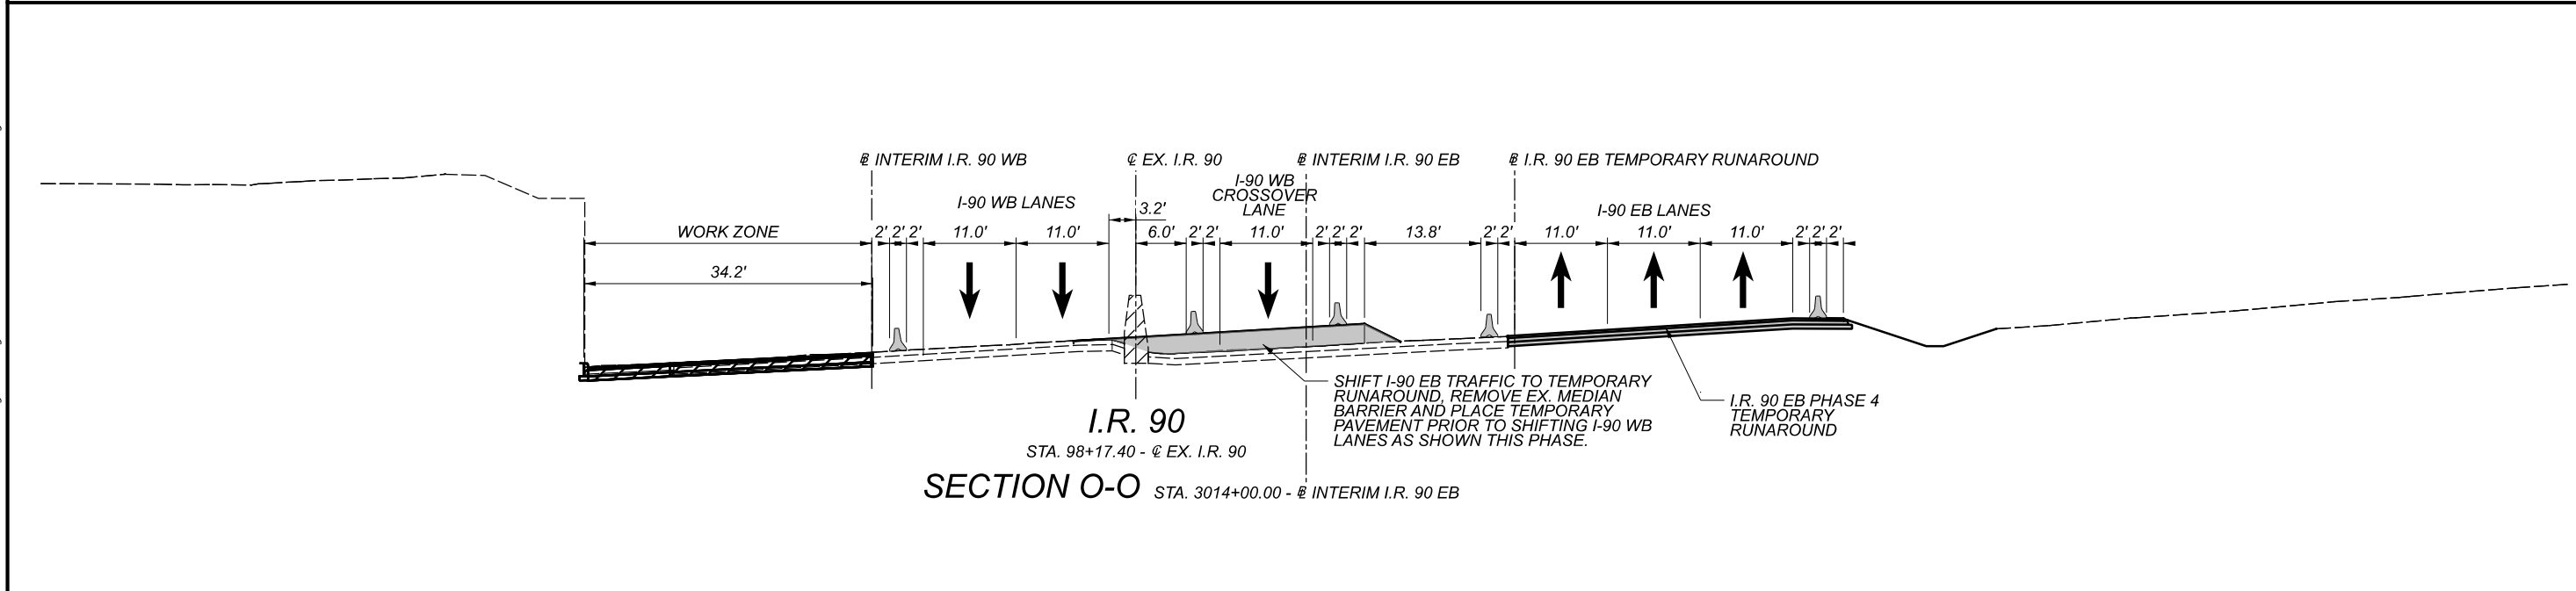 ℄ INTERIM I.R. 90 WB
℄ EX. I.R. 90
℄ INTERIM I.R. 90 EB
℄ I.R. 90 EB TEMPORARY RUNAROUND
I-90 WB
CROSSOVER
LANE
I-90 WB LANES
3.2'
I-90 EB LANES
WORK ZONE
2' 2' 2' 11.0' 11.0' 6.0' 2' 2' 11.0' 2' 2' 2' 13.8' 2' 2' 11.0' 11.0' 11.0' 2' 2' 2'
34.2'
SHIFT I-90 EB TRAFFIC TO TEMPORARY
RUNAROUND, REMOVE EX. MEDIAN
BARRIER AND PLACE TEMPORARY
PAVEMENT PRIOR TO SHIFTING I-90 WB
LANES AS SHOWN THIS PHASE.
I.R. 90 EB PHASE 4
TEMPORARY
RUNAROUND
I.R. 90
STA. 98+17.40 - ℄ EX. I.R. 90
SECTION O-O STA. 3014+00.00 - ℄ INTERIM I.R. 90 EB